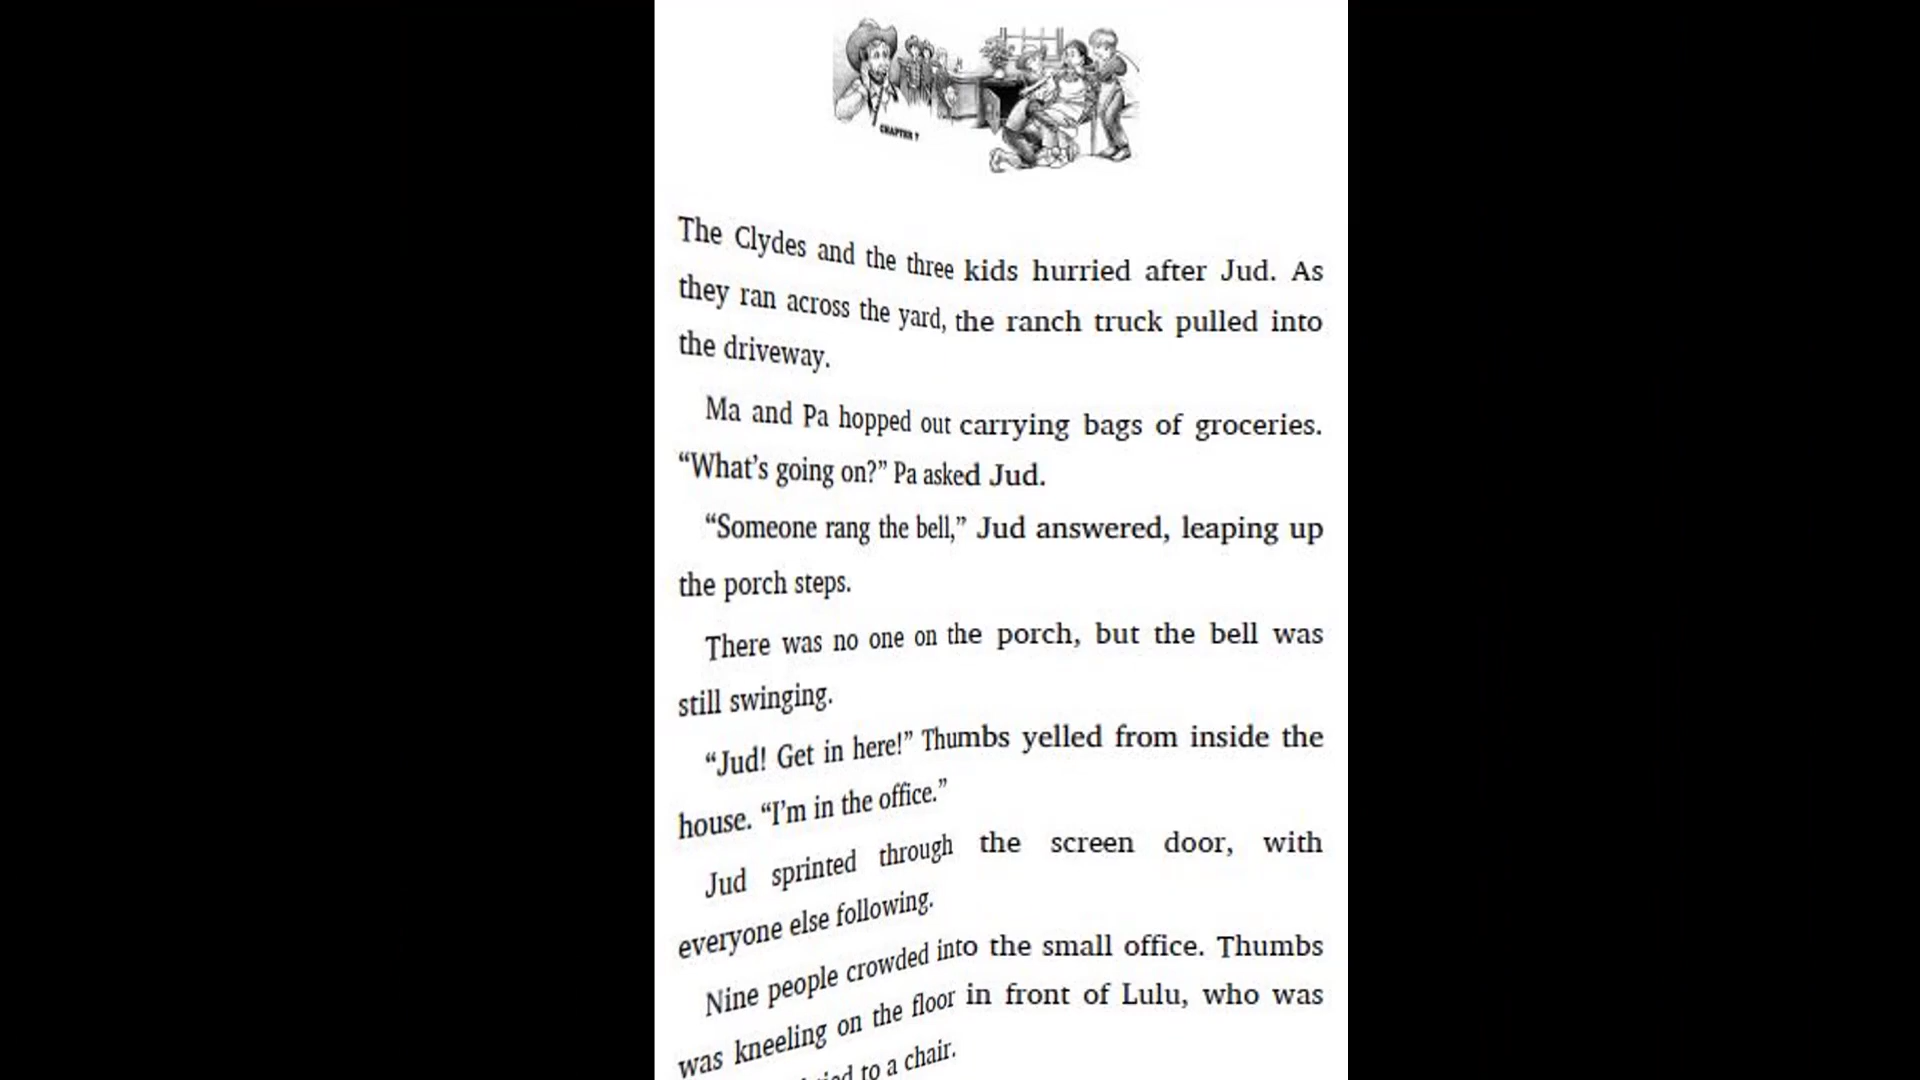 CHAPTER 7
The Clydes and the three kids hurried after Jud. As
they ran across the yard, the ranch truck pulled into
the driveway.
Ma and Pa hopped out carrying bags of groceries.
“What’s going on?” Pa asked Jud.
“Someone rang the bell,” Jud answered, leaping up
the porch steps.
There was no one on the porch, but the bell was
still swinging.
“Jud! Get in here!” Thumbs yelled from inside the
house. “I’m in the office.”
Jud sprinted through the screen door, with
everyone else following.
Nine people crowded into the small office. Thumbs
was kneeling on the floor in front of Lulu, who was
to a chair.